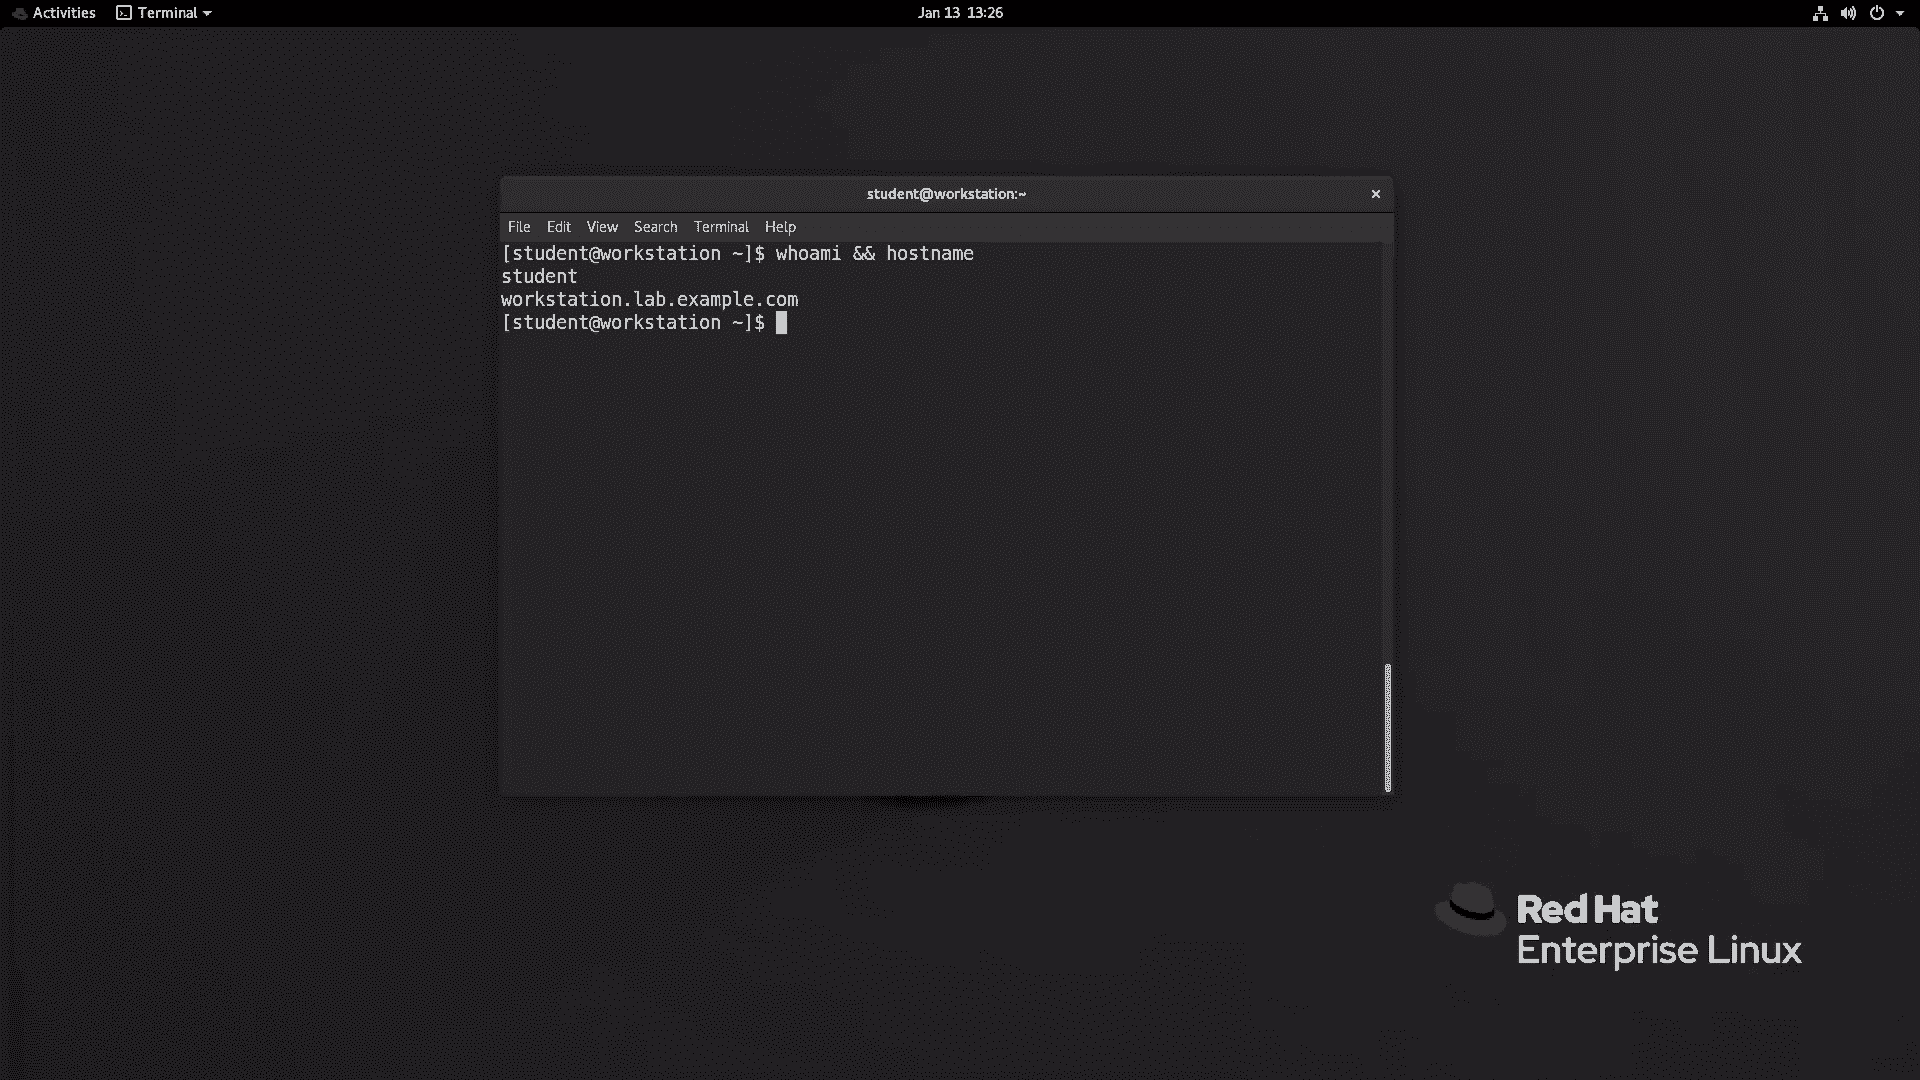 Activities Terminal Jan 13 13:26
student@workstation:~
File Edit View Search Terminal Help
[student@workstation ~]$ whoami && hostname
student
workstation.lab.example.com
[student@workstation ~]$
Red Hat
Enterprise Linux